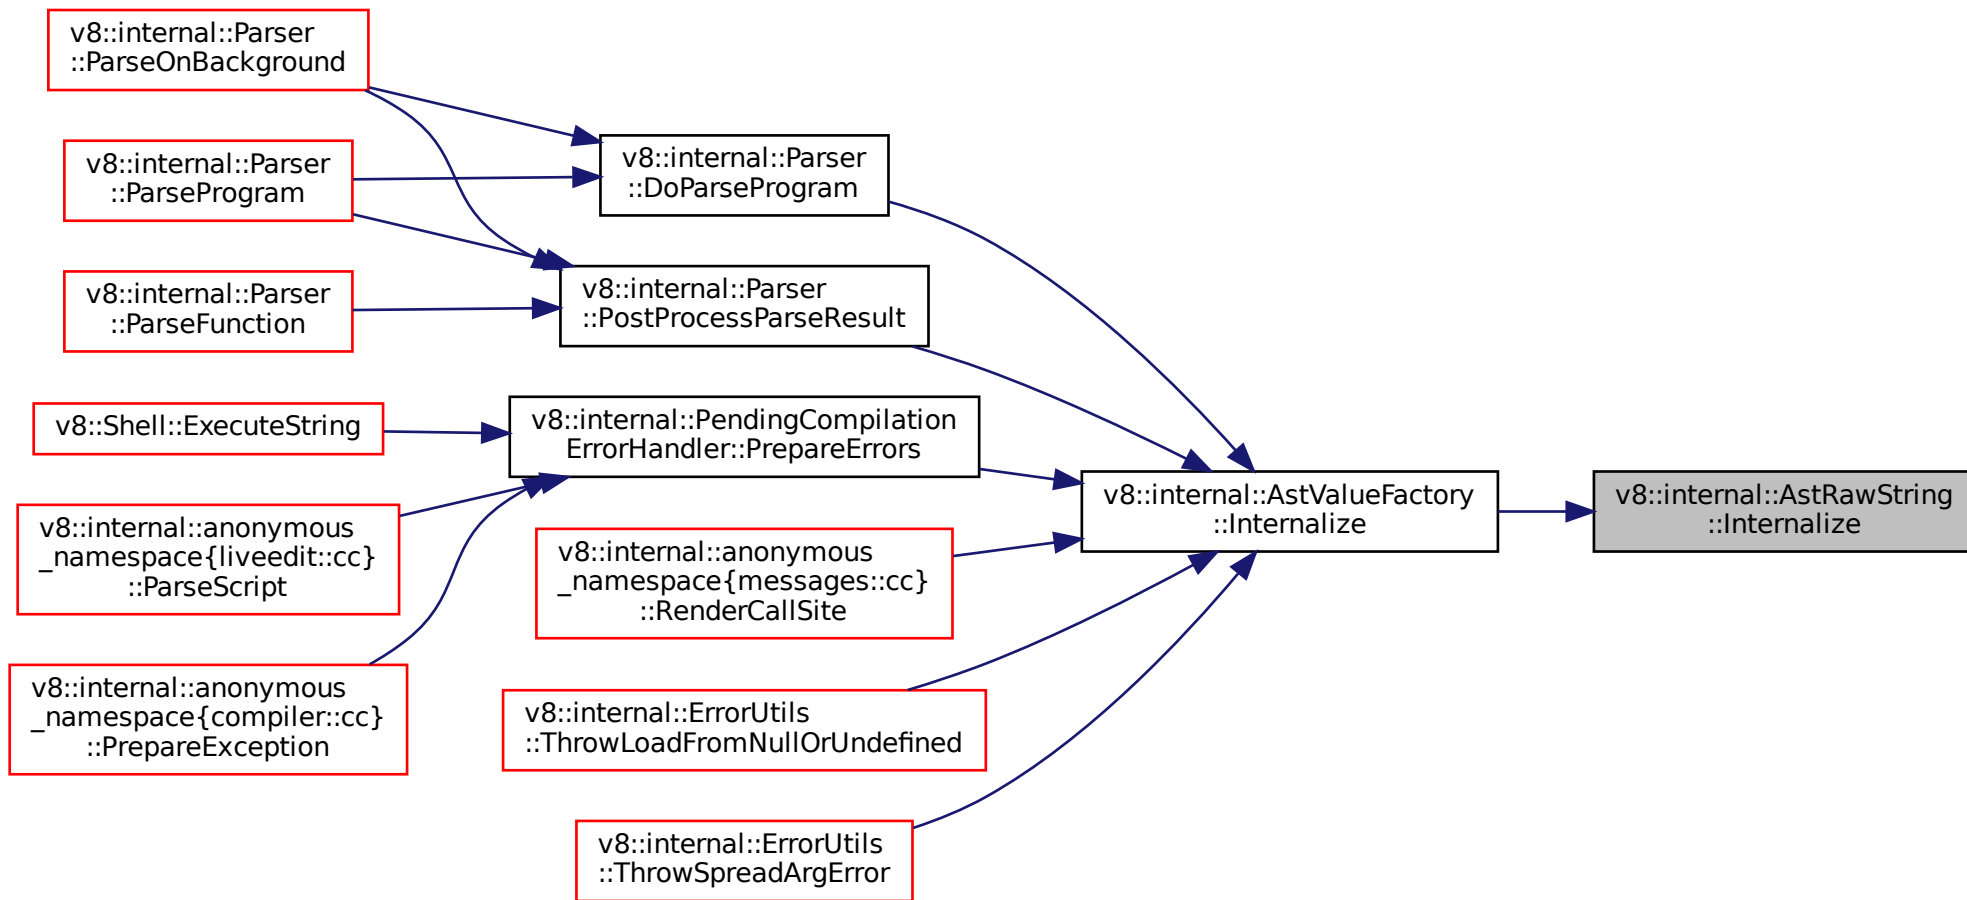 v8::internal::Parser
::ParseOnBackground
v8::internal::Parser
::ParseProgram
v8::internal::Parser
::ParseFunction
v8::Shell::ExecuteString
v8::internal::anonymous
_namespace{liveedit::cc}
::ParseScript
v8::internal::anonymous
_namespace{compiler::cc}
::PrepareException
v8::internal::Parser
::DoParseProgram
v8::internal::Parser
::PostProcessParseResult
v8::internal::PendingCompilation
ErrorHandler::PrepareErrors
v8::internal::anonymous
_namespace{messages::cc}
::RenderCallSite
v8::internal::ErrorUtils
::ThrowLoadFromNullOrUndefined
v8::internal::ErrorUtils
::ThrowSpreadArgError
v8::internal::AstValueFactory
::Internalize
v8::internal::AstRawString
::Internalize